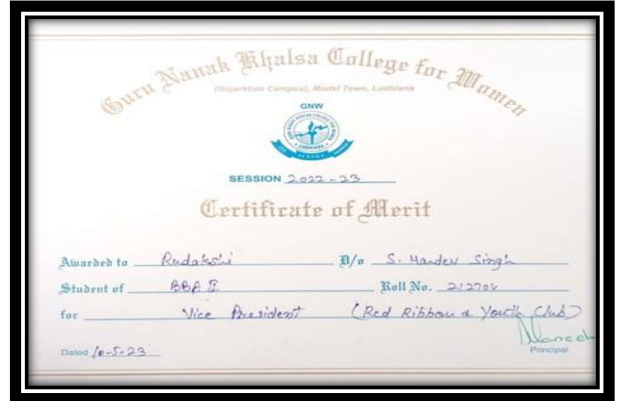 Guru Nanak Khalsa College for Women
(Gujarkhan Campus), Model Town, Ludhiana
GNW
SESSION 2022-23
Certificate of Merit
Awarded to Rudakshi D/o S. Hardev Singh
Student of BBA II Roll No. 212704
for Vice President (Red Ribbon & Youth Club)
Dated 10-5-23
Principal